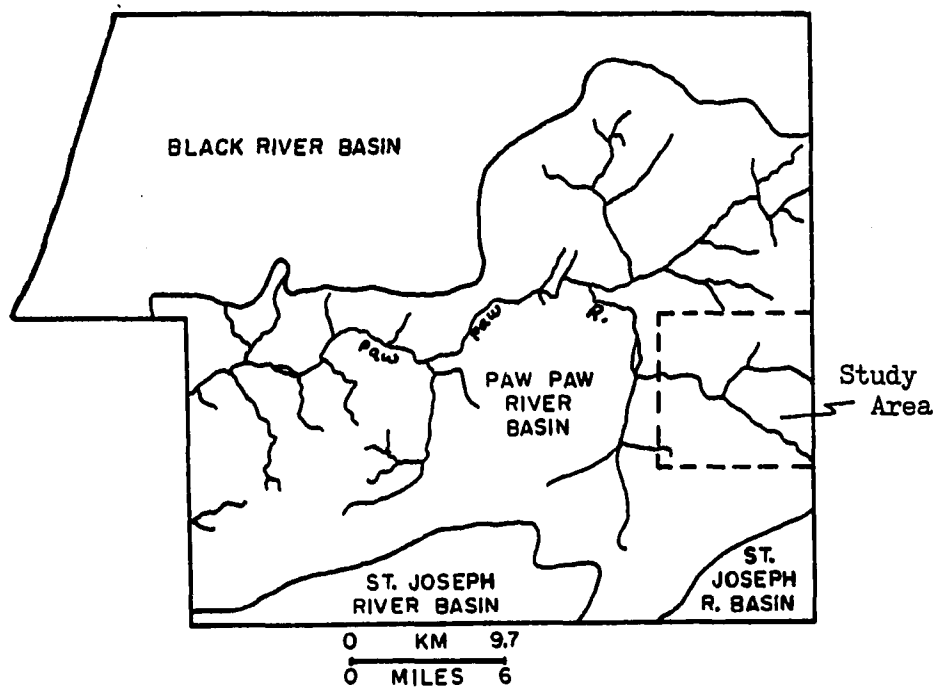 BLACK RIVER BASIN
Paw
Paw
R.
PAW PAW
RIVER
BASIN
Study
Area
ST. JOSEPH
RIVER BASIN
ST.
JOSEPH
R. BASIN
0 KM 9.7
0 MILES 6